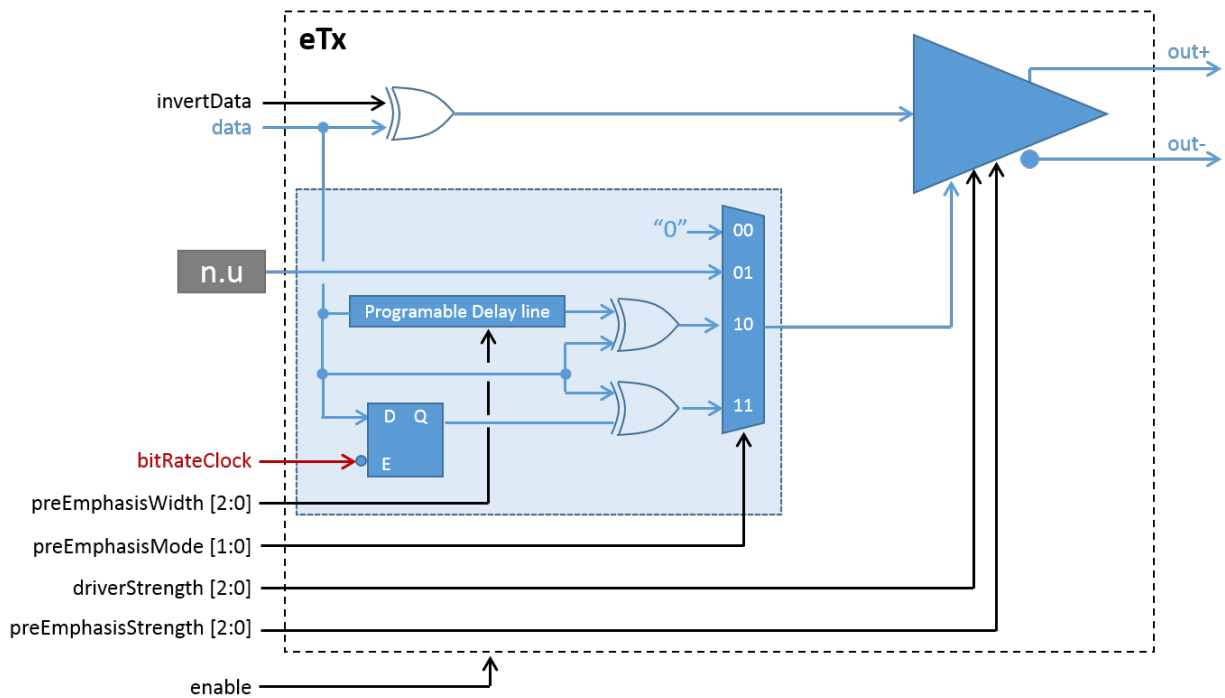 eTx
out+
invertData
data
out-
“0”
00
n.u
01
Programable Delay line
10
11
D Q
bitRateClock
E
preEmphasisWidth [2:0]
preEmphasisMode [1:0]
driverStrength [2:0]
preEmphasisStrength [2:0]
enable